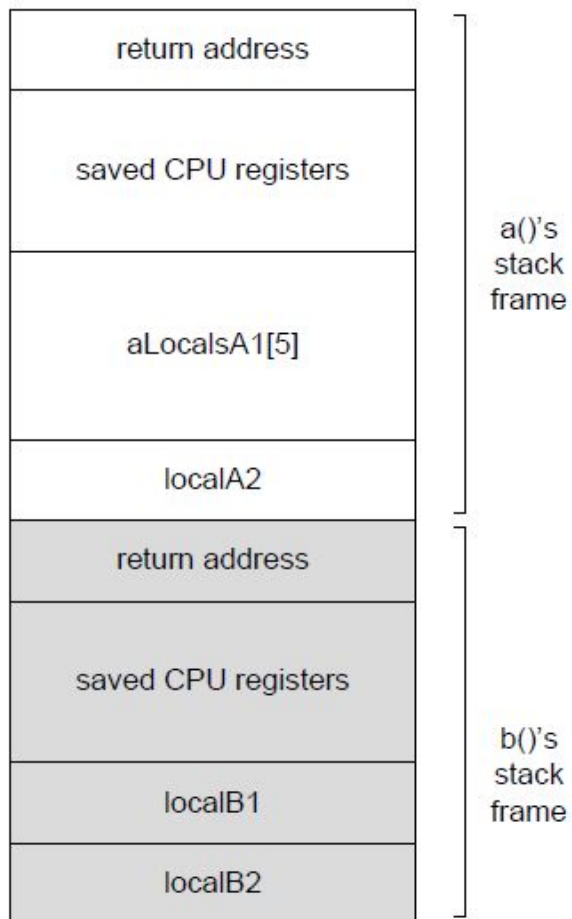 return address
saved CPU registers
aLocalsA1[5]
localA2
a()'s
stack
frame
return address
saved CPU registers
localB1
localB2
b()'s
stack
frame